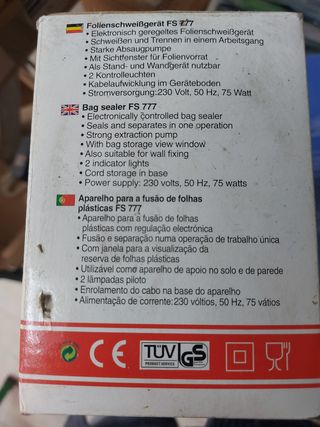 Folienschweißgerät FS 777
• Elektronisch geregeltes Folienschweißgerät
• Schweißen und Trennen in einem Arbeitsgang
• Starke Absaugpumpe
• Mit Sichtfenster für Folienvorrat
• Als Stand- und Wandgerät nutzbar
• 2 Kontrolleuchten
• Kabelaufwicklung im Geräteboden
• Stromversorgung:230 Volt, 50 Hz, 75 Watt
Bag sealer FS 777
• Electronically controlled bag sealer
• Seals and separates in one operation
• Strong extraction pump
• With bag storage view window
• Also suitable for wall fixing
• 2 indicator lights
• Cord storage in base
• Power supply: 230 volts, 50 Hz, 75 watts
Aparelho para a fusão de folhas
plásticas FS 777
• Aparelho para a fusão de folhas
plásticas com regulação electrónica
• Fusão e separação numa operação de trabalho única
• Com janela para a visualização da
reserva de folhas plásticas
• Utilizável como aparelho de apoio no solo e de parede
• 2 lâmpadas piloto
• Enrolamento do cabo na base do aparelho
• Alimentação de corrente:230 vóltios, 50 Hz, 75 vátios
CE
TÜV
PRODUCT SERVICE
GS